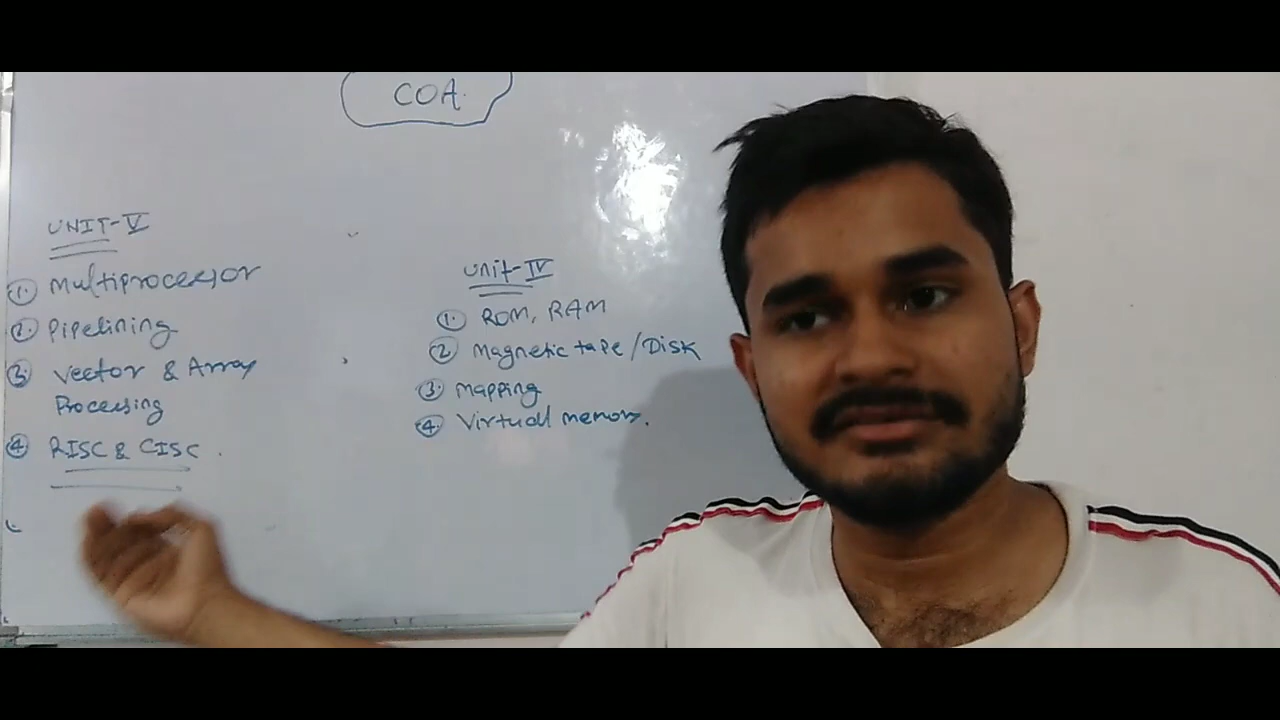 COA.
UNIT-V
1. Multiprocessor
2. Pipelining
3. Vector & Array
Processing
4. RISC & CISC.
Unit-IV
1. ROM, RAM
2. Magnetic tape/Disk
3. Mapping
4. Virtual memory.